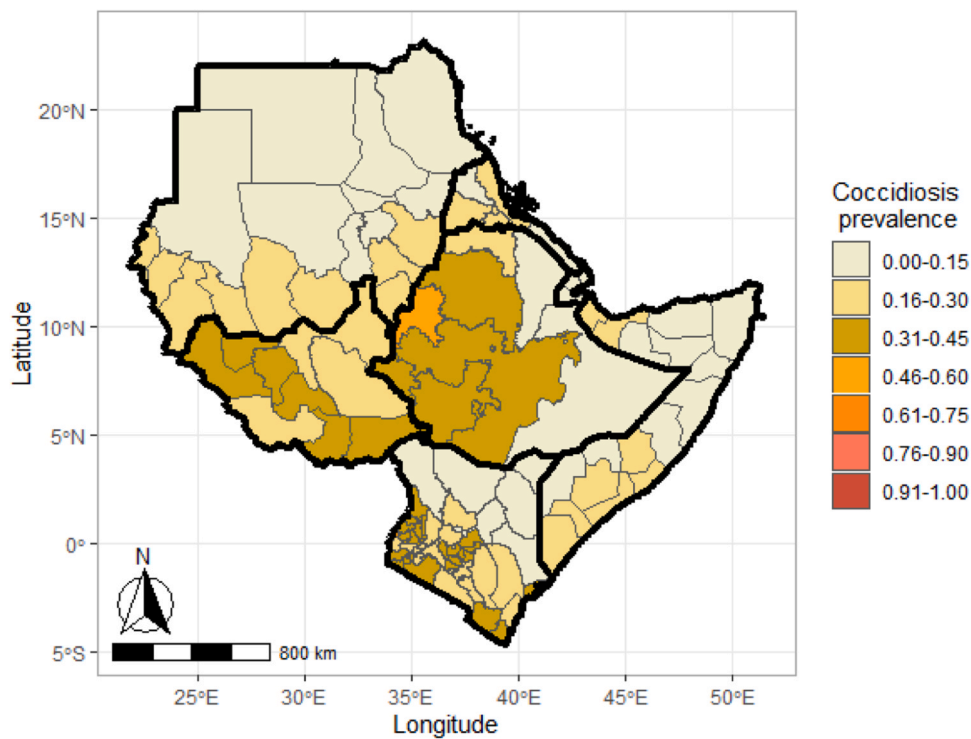 20°N
15°N
10°N
5°N
0°
5°S
Latitude
N
800 km
25°E
30°E
35°E
40°E
45°E
50°E
Longitude
Coccidiosis
prevalence
0.00-0.15
0.16-0.30
0.31-0.45
0.46-0.60
0.61-0.75
0.76-0.90
0.91-1.00